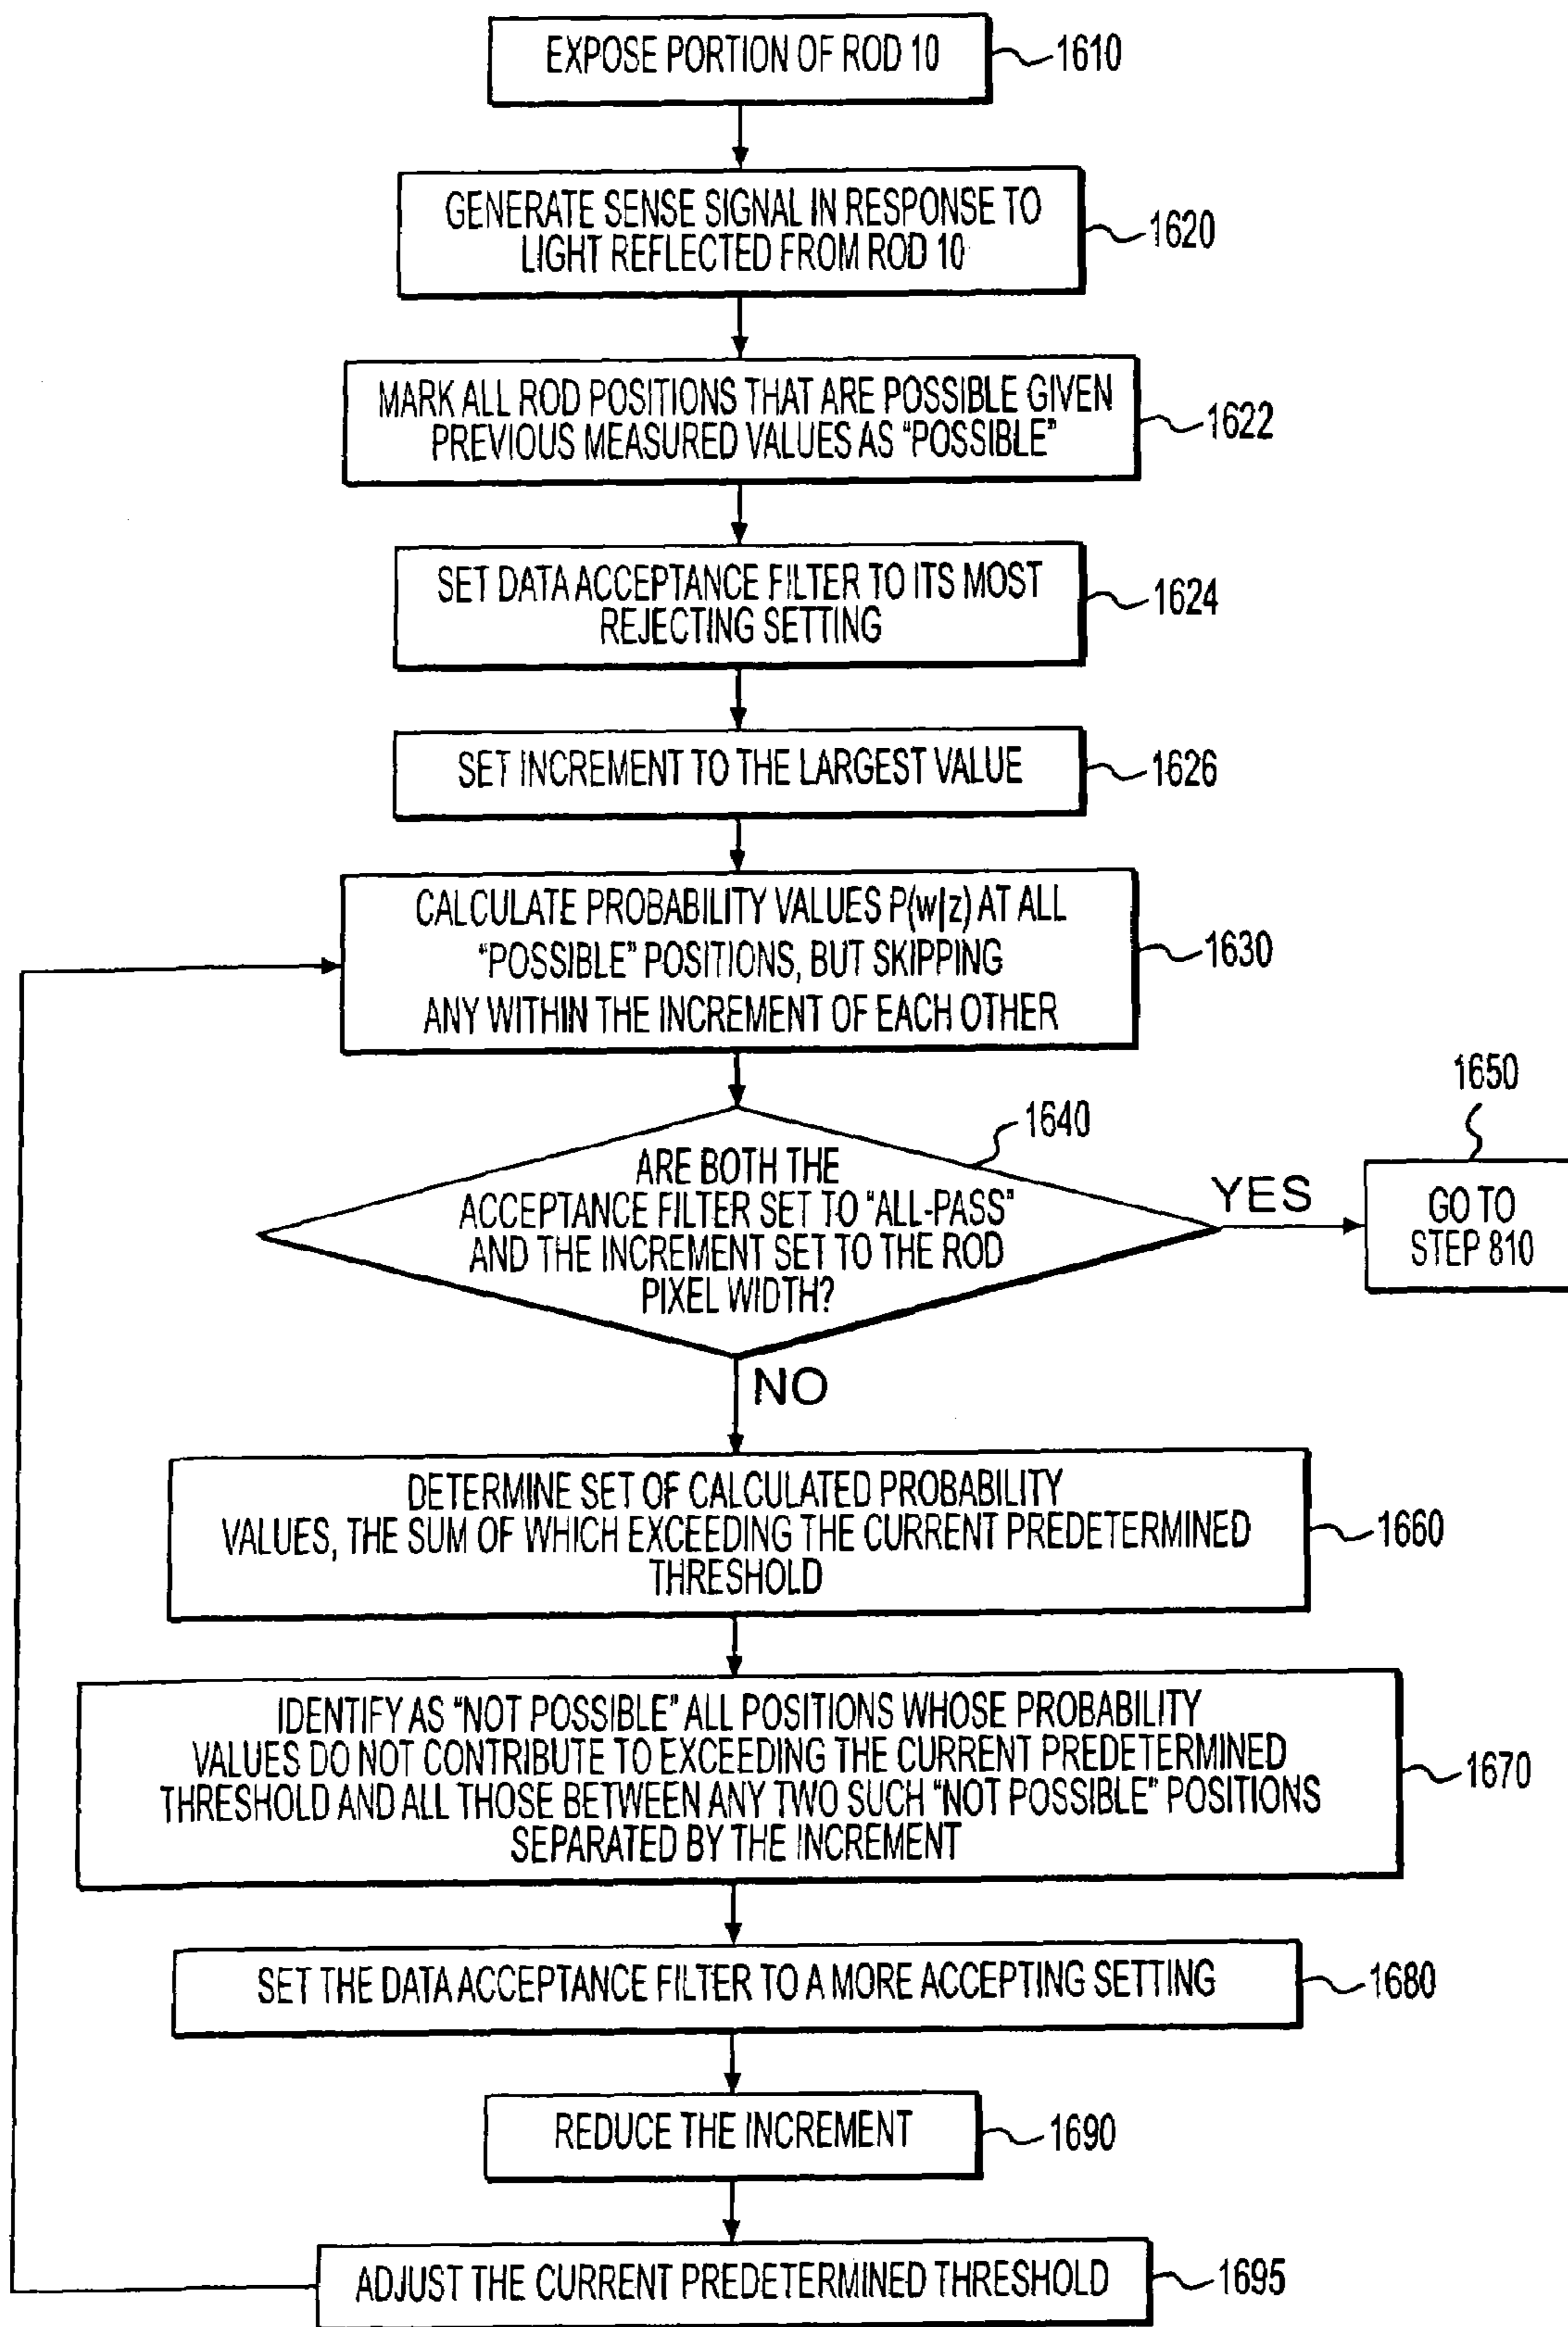 EXPOSE PORTION OF ROD 10
1610
GENERATE SENSE SIGNAL IN RESPONSE TO
LIGHT REFLECTED FROM ROD 10
1620
MARK ALL ROD POSITIONS THAT ARE POSSIBLE GIVEN
PREVIOUS MEASURED VALUES AS "POSSIBLE"
1622
SET DATA ACCEPTANCE FILTER TO ITS MOST
REJECTING SETTING
1624
SET INCREMENT TO THE LARGEST VALUE
1626
CALCULATE PROBABILITY VALUES P(w|z) AT ALL
"POSSIBLE" POSITIONS, BUT SKIPPING
ANY WITHIN THE INCREMENT OF EACH OTHER
1630
1640
ARE BOTH THE
ACCEPTANCE FILTER SET TO "ALL-PASS"
AND THE INCREMENT SET TO THE ROD
PIXEL WIDTH?
YES
1650
GO TO
STEP 810
NO
DETERMINE SET OF CALCULATED PROBABILITY
VALUES, THE SUM OF WHICH EXCEEDING THE CURRENT PREDETERMINED
THRESHOLD
1660
IDENTIFY AS "NOT POSSIBLE" ALL POSITIONS WHOSE PROBABILITY
VALUES DO NOT CONTRIBUTE TO EXCEEDING THE CURRENT PREDETERMINED
THRESHOLD AND ALL THOSE BETWEEN ANY TWO SUCH "NOT POSSIBLE" POSITIONS
SEPARATED BY THE INCREMENT
1670
SET THE DATA ACCEPTANCE FILTER TO A MORE ACCEPTING SETTING
1680
REDUCE THE INCREMENT
1690
ADJUST THE CURRENT PREDETERMINED THRESHOLD
1695